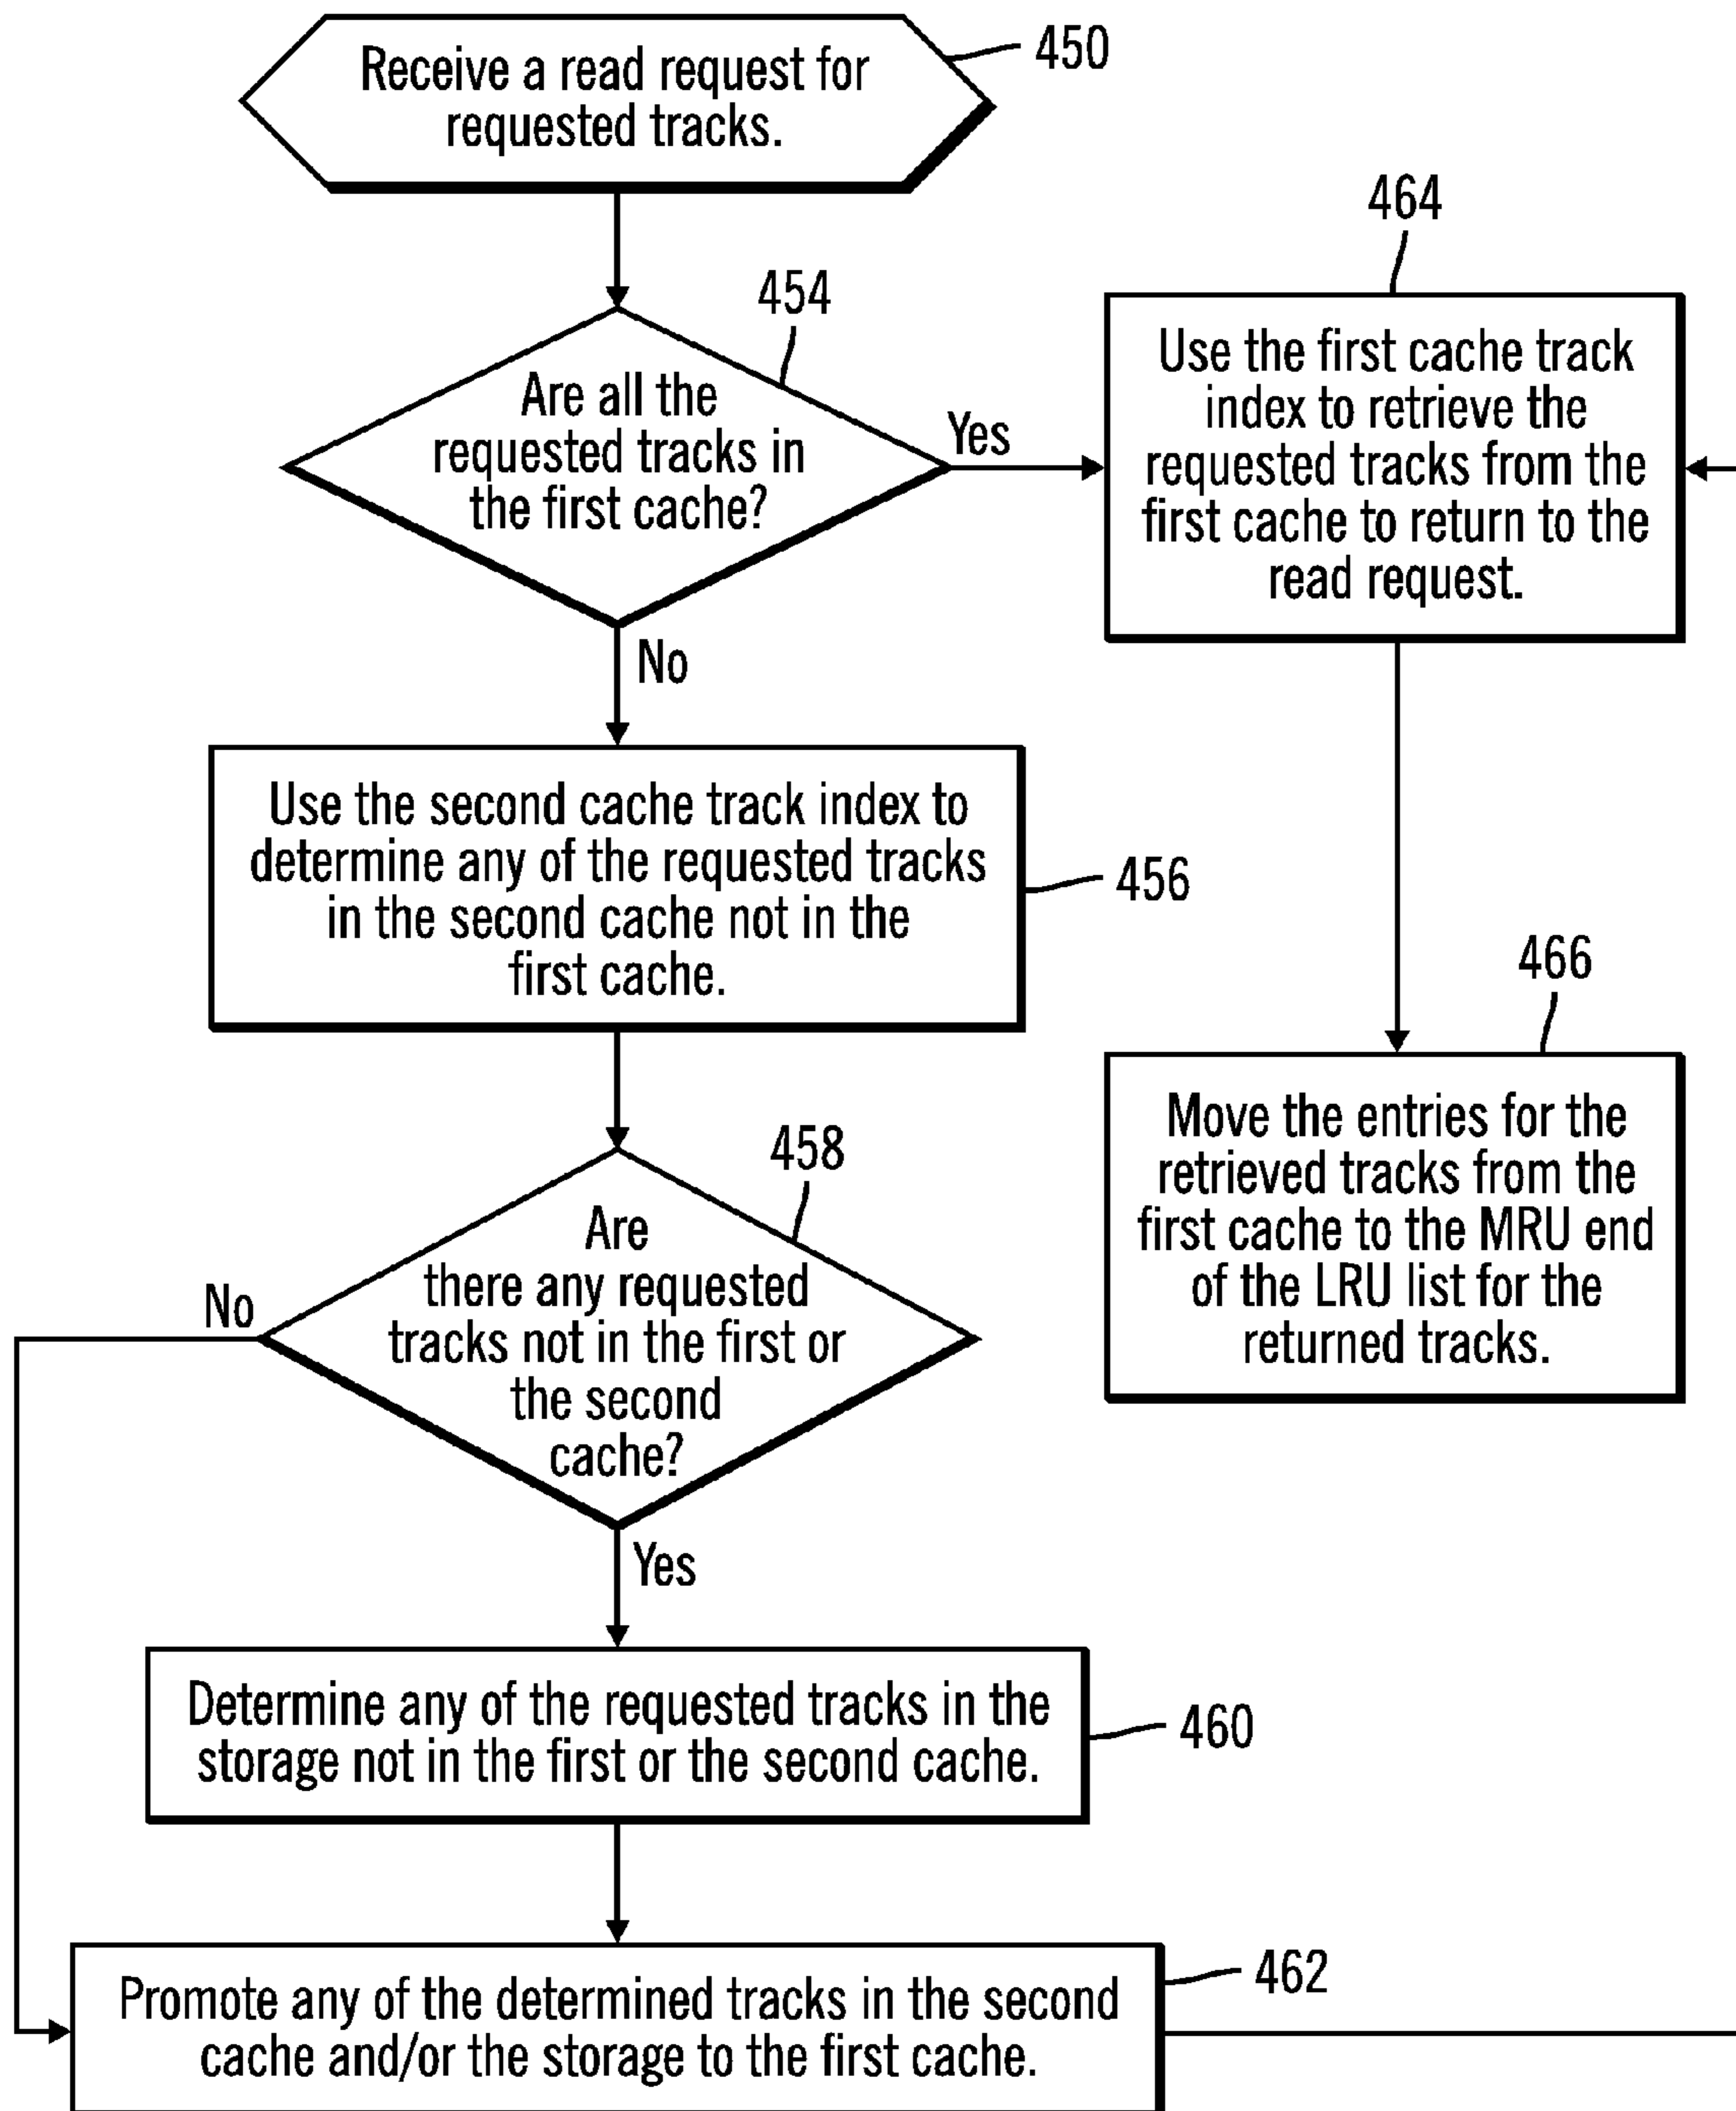 Receive a read request for
requested tracks.
450
454
Are all the
requested tracks in
the first cache?
Yes
No
464
Use the first cache track
index to retrieve the
requested tracks from the
first cache to return to the
read request.
Use the second cache track index to
determine any of the requested tracks
in the second cache not in the
first cache.
456
466
Move the entries for the
retrieved tracks from the
first cache to the MRU end
of the LRU list for the
returned tracks.
458
Are
there any requested
tracks not in the first or
the second
cache?
No
Yes
Determine any of the requested tracks in the
storage not in the first or the second cache.
460
Promote any of the determined tracks in the second
cache and/or the storage to the first cache.
462